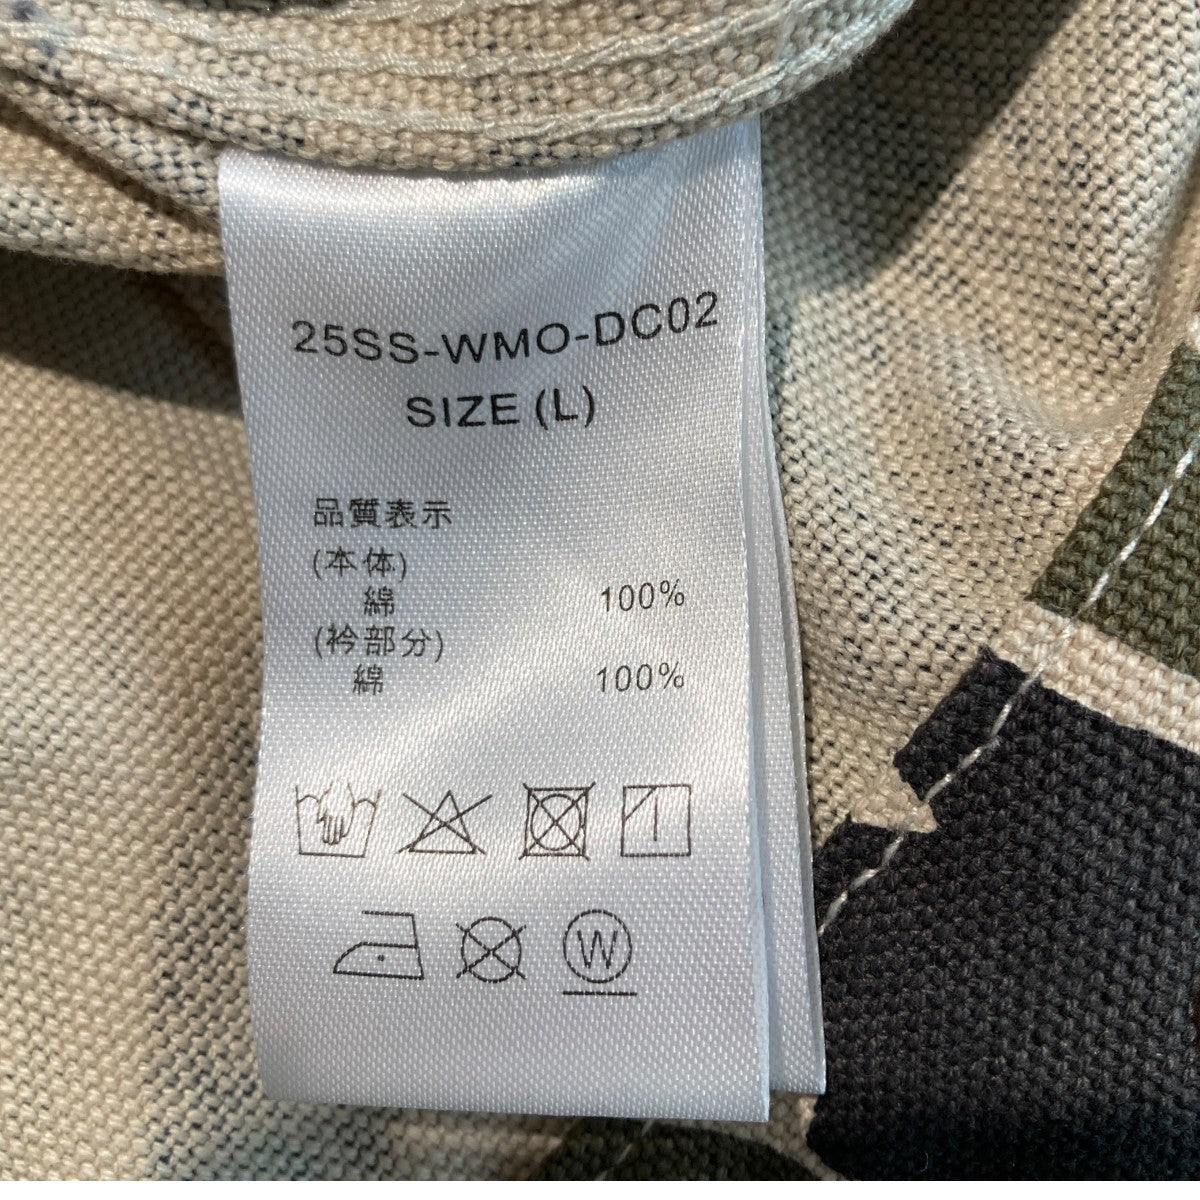 25SS-WMO-DC02
SIZE (L)
品質表示
(本体)
綿 100%
(衿部分)
綿 100%
W